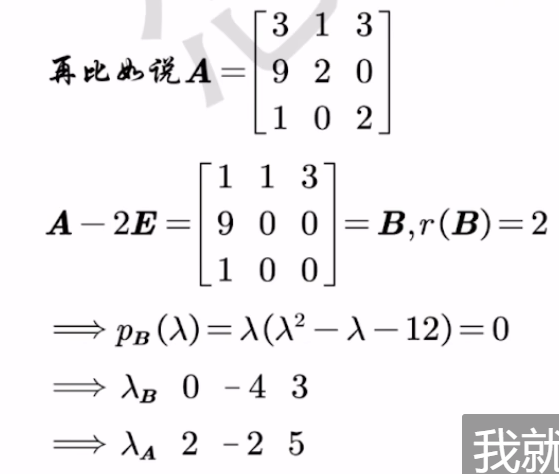 再比如说 A = [3 1 3; 9 2 0; 1 0 2]
A − 2E = [1 1 3; 9 0 0; 1 0 0] = B, r(B) = 2
⟹ p_B(λ) = λ(λ² − λ − 12) = 0
⟹ λ_B 0 −4 3
⟹ λ_A 2 −2 5
我就